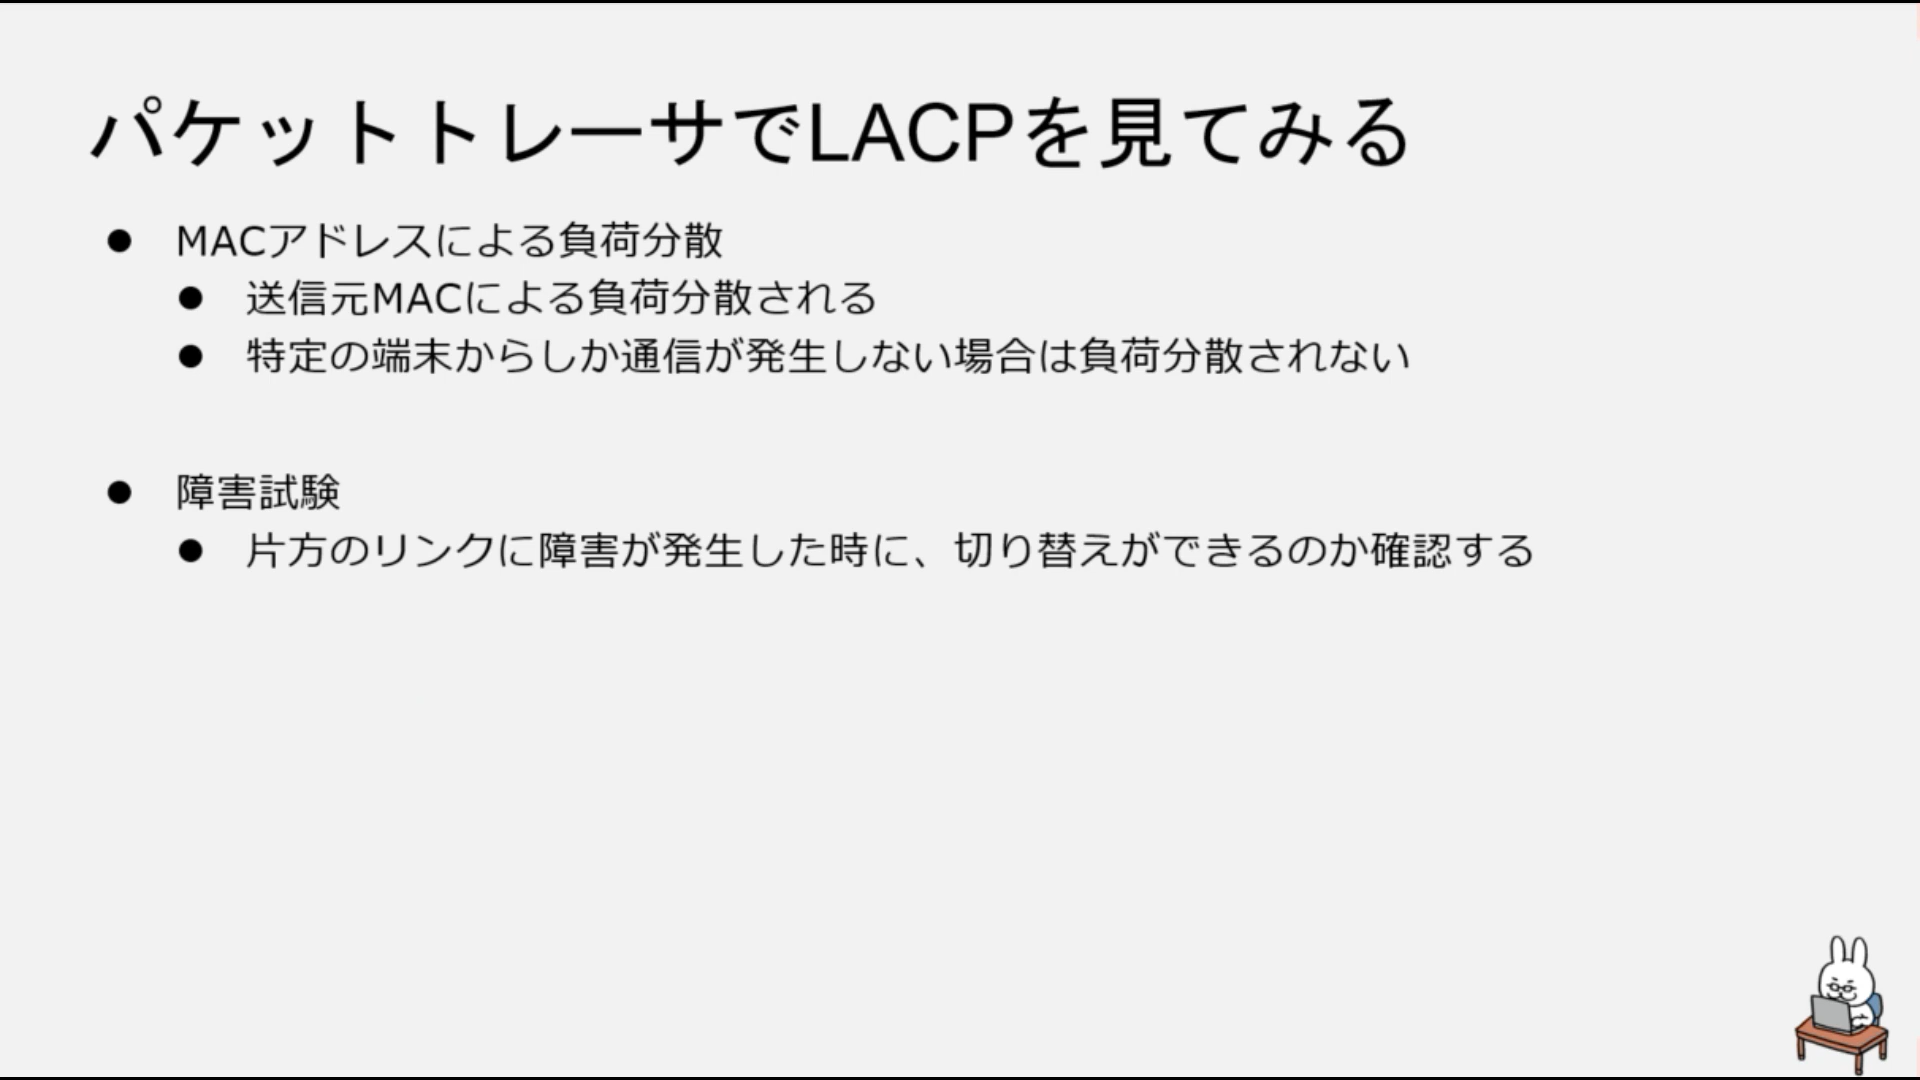 パケットトレーサでLACPを見てみる
● MACアドレスによる負荷分散
● 送信元MACによる負荷分散される
● 特定の端末からしか通信が発生しない場合は負荷分散されない
● 障害試験
● 片方のリンクに障害が発生した時に、切り替えができるのか確認する